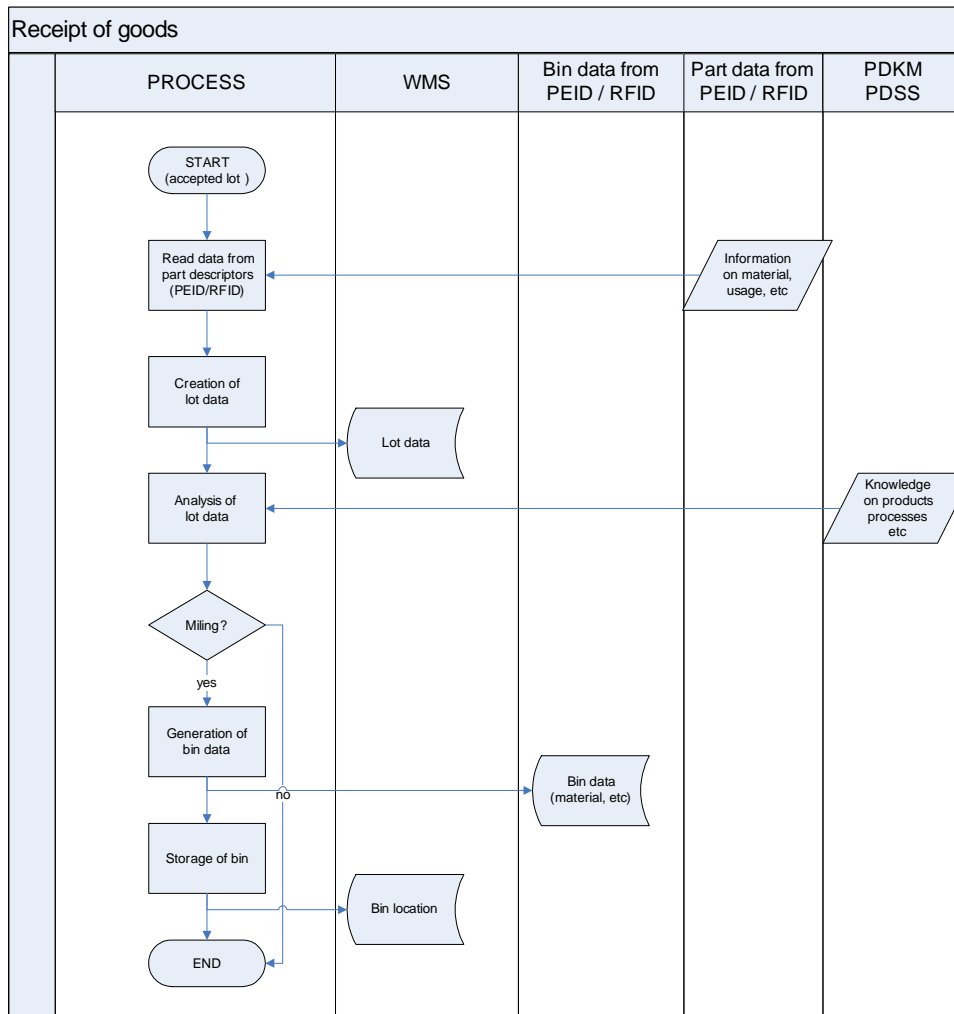 Receipt of goods
PROCESS
WMS
Bin data from
PEID / RFID
Part data from
PEID / RFID
PDKM
PDSS
START
(accepted lot )
Read data from
part descriptors
(PEID/RFID)
Information
on material,
usage, etc
Creation of
lot data
Lot data
Analysis of
lot data
Knowledge
on products
processes
etc
Miling?
yes
Generation of
bin data
no
Bin data
(material, etc)
Storage of bin
Bin location
END